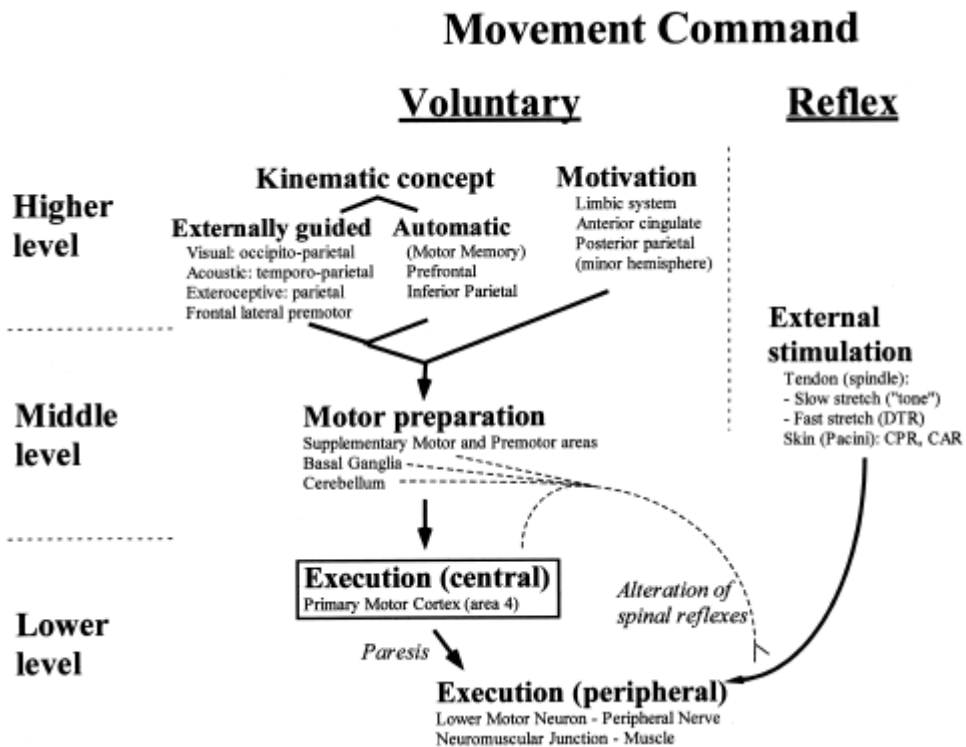 Movement Command
Voluntary
Reflex
Higher
level
Kinematic concept
Externally guided
Visual: occipito-parietal
Acoustic: temporo-parietal
Exteroceptive: parietal
Frontal lateral premotor
Automatic
(Motor Memory)
Prefrontal
Inferior Parietal
Motivation
Limbic system
Anterior cingulate
Posterior parietal
(minor hemisphere)
External
stimulation
Tendon (spindle):
- Slow stretch ("tone")
- Fast stretch (DTR)
Skin (Pacini): CPR, CAR
Middle
level
Motor preparation
Supplementary Motor and Premotor areas
Basal Ganglia
Cerebellum
Lower
level
Execution (central)
Primary Motor Cortex (area 4)
Alteration of
spinal reflexes
Paresis
Execution (peripheral)
Lower Motor Neuron - Peripheral Nerve
Neuromuscular Junction - Muscle